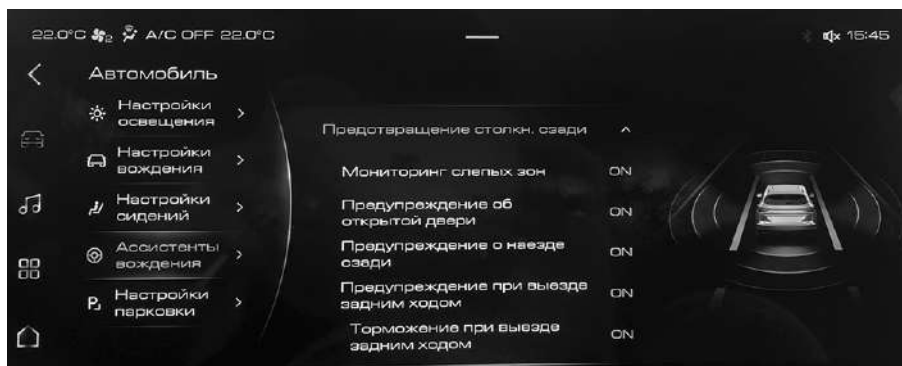 22.0°C 2 A/C OFF 22.0°C
15:45
Автомобиль
Настройки
освещения
Настройки
вождения
Настройки
сидений
Ассистенты
вождения
P
Настройки
парковки
Предотвращение столкн. сзади
Мониторинг слепых зон ON
Предупреждение об
открытой двери ON
Предупреждение о наезде
сзади ON
Предупреждение при выезде
задним ходом ON
Торможение при выезде
задним ходом ON